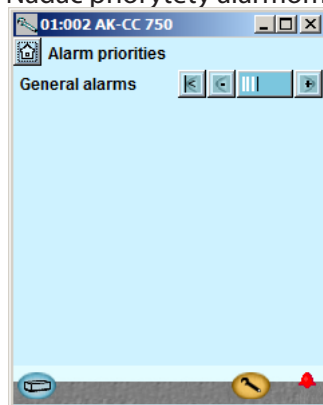 Nadać priorytety alarmom
01:002 AK-CC 750
Alarm priorities
General alarms